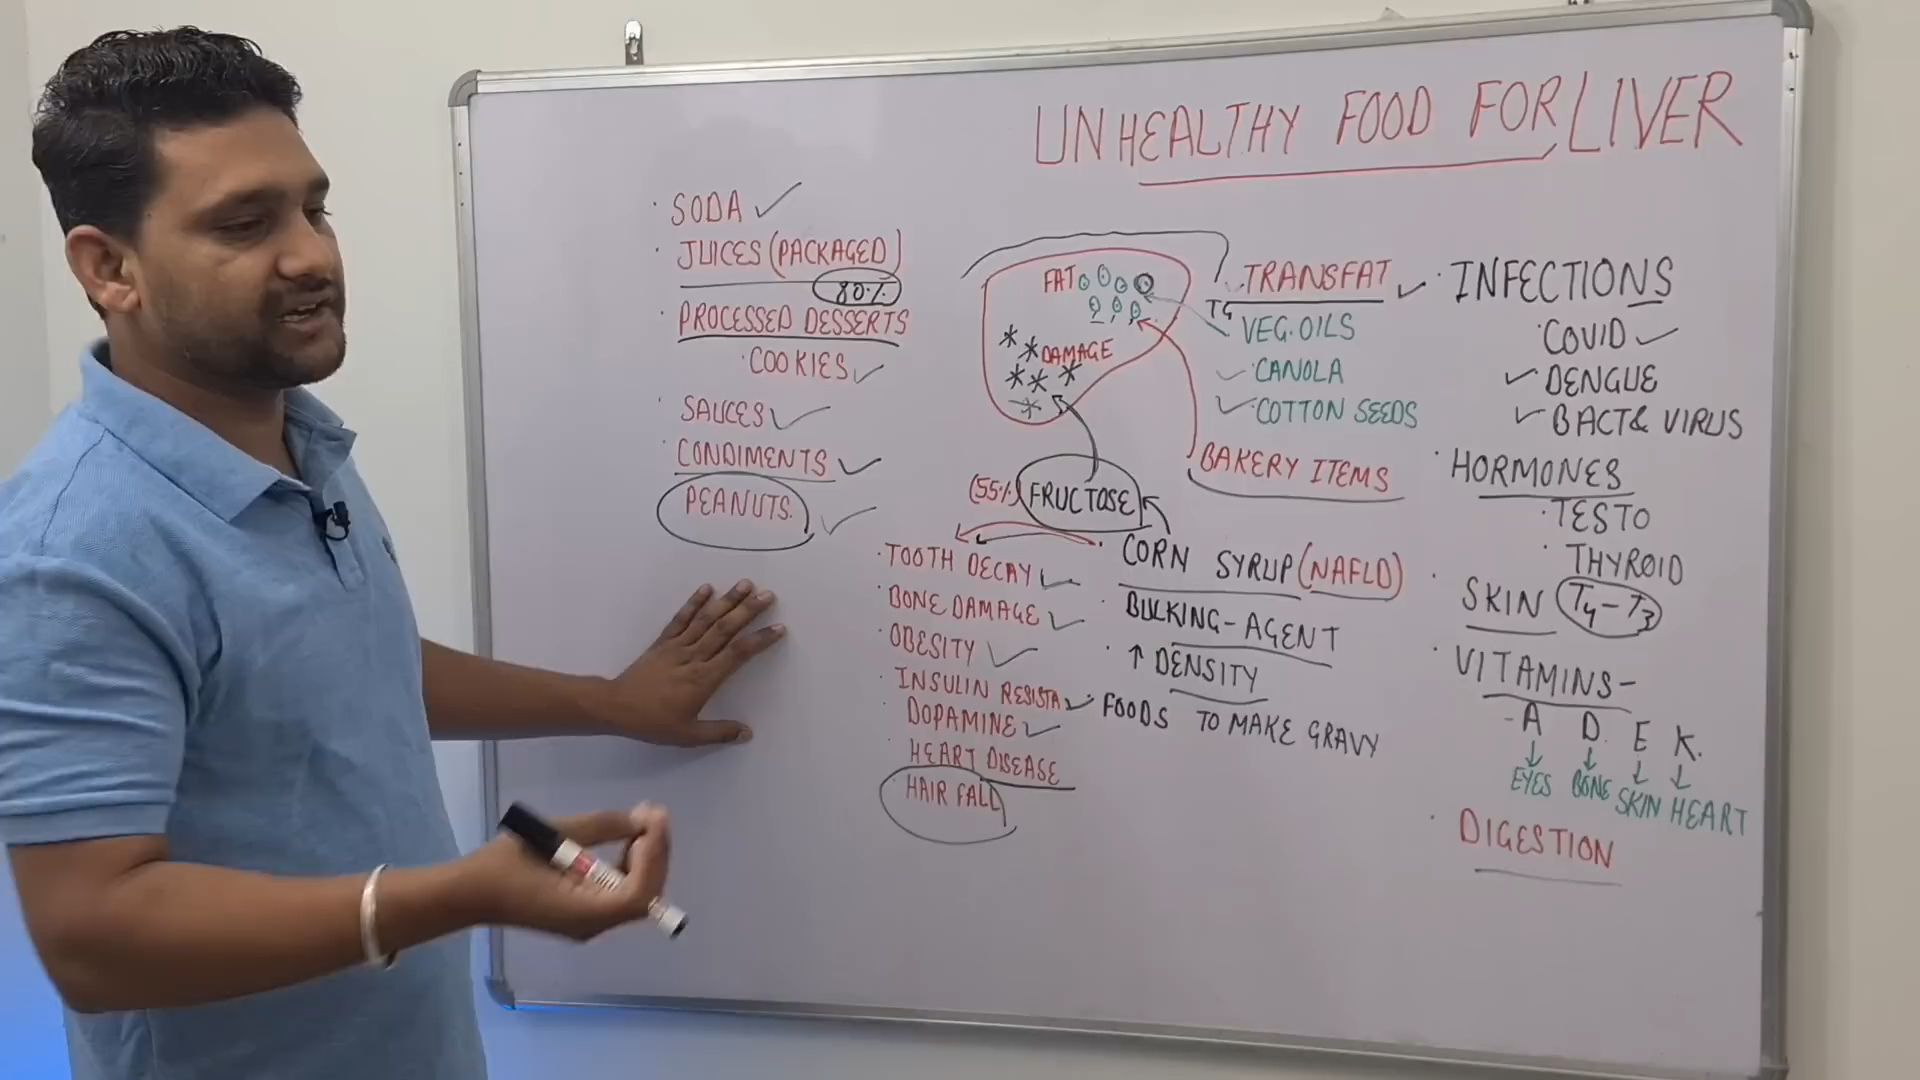 UNHEALTHY FOOD FOR LIVER
· SODA ✓
· JUICES (PACKAGED)
80%
· PROCESSED DESSERTS
· COOKIES ✓
· SAUCES ✓
· CONDIMENTS ✓
PEANUTS. ✓
FAT
DAMAGE
(55%) FRUCTOSE
· TOOTH DECAY ✓
· BONE DAMAGE ✓
· OBESITY ✓
· INSULIN RESISTA ✓
· DOPAMINE ✓
· HEART DISEASE
· HAIR FALL
TRANSFAT ✓
TG
VEG. OILS
✓ CANOLA
✓ COTTON SEEDS
BAKERY ITEMS
· CORN SYRUP (NAFLD)
· BULKING-AGENT
· ↑ DENSITY
· FOODS TO MAKE GRAVY
· INFECTIONS
· COVID ✓
✓ DENGUE
✓ BACT & VIRUS
· HORMONES
· TESTO
· THYROID
· SKIN T4-T3
· VITAMINS-
- A D. E K.
↓ ↓ ↓ ↓
EYES BONE SKIN HEART
· DIGESTION